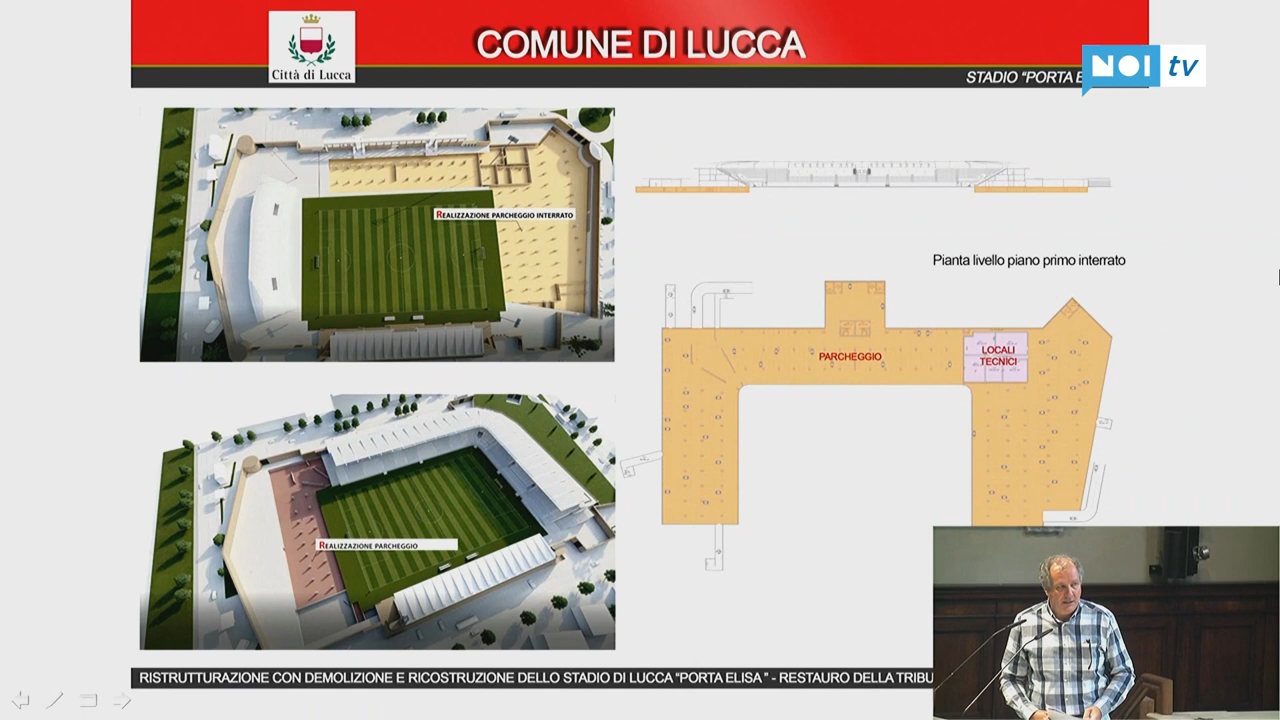 COMUNE DI LUCCA
Città di Lucca
STADIO "PORTA E
NOI tv
REALIZZAZIONE PARCHEGGIO INTERRATO
Pianta livello piano primo interrato
PARCHEGGIO
LOCALI
TECNICI
REALIZZAZIONE PARCHEGGIO
RISTRUTTURAZIONE CON DEMOLIZIONE E RICOSTRUZIONE DELLO STADIO DI LUCCA "PORTA ELISA" - RESTAURO DELLA TRIBU